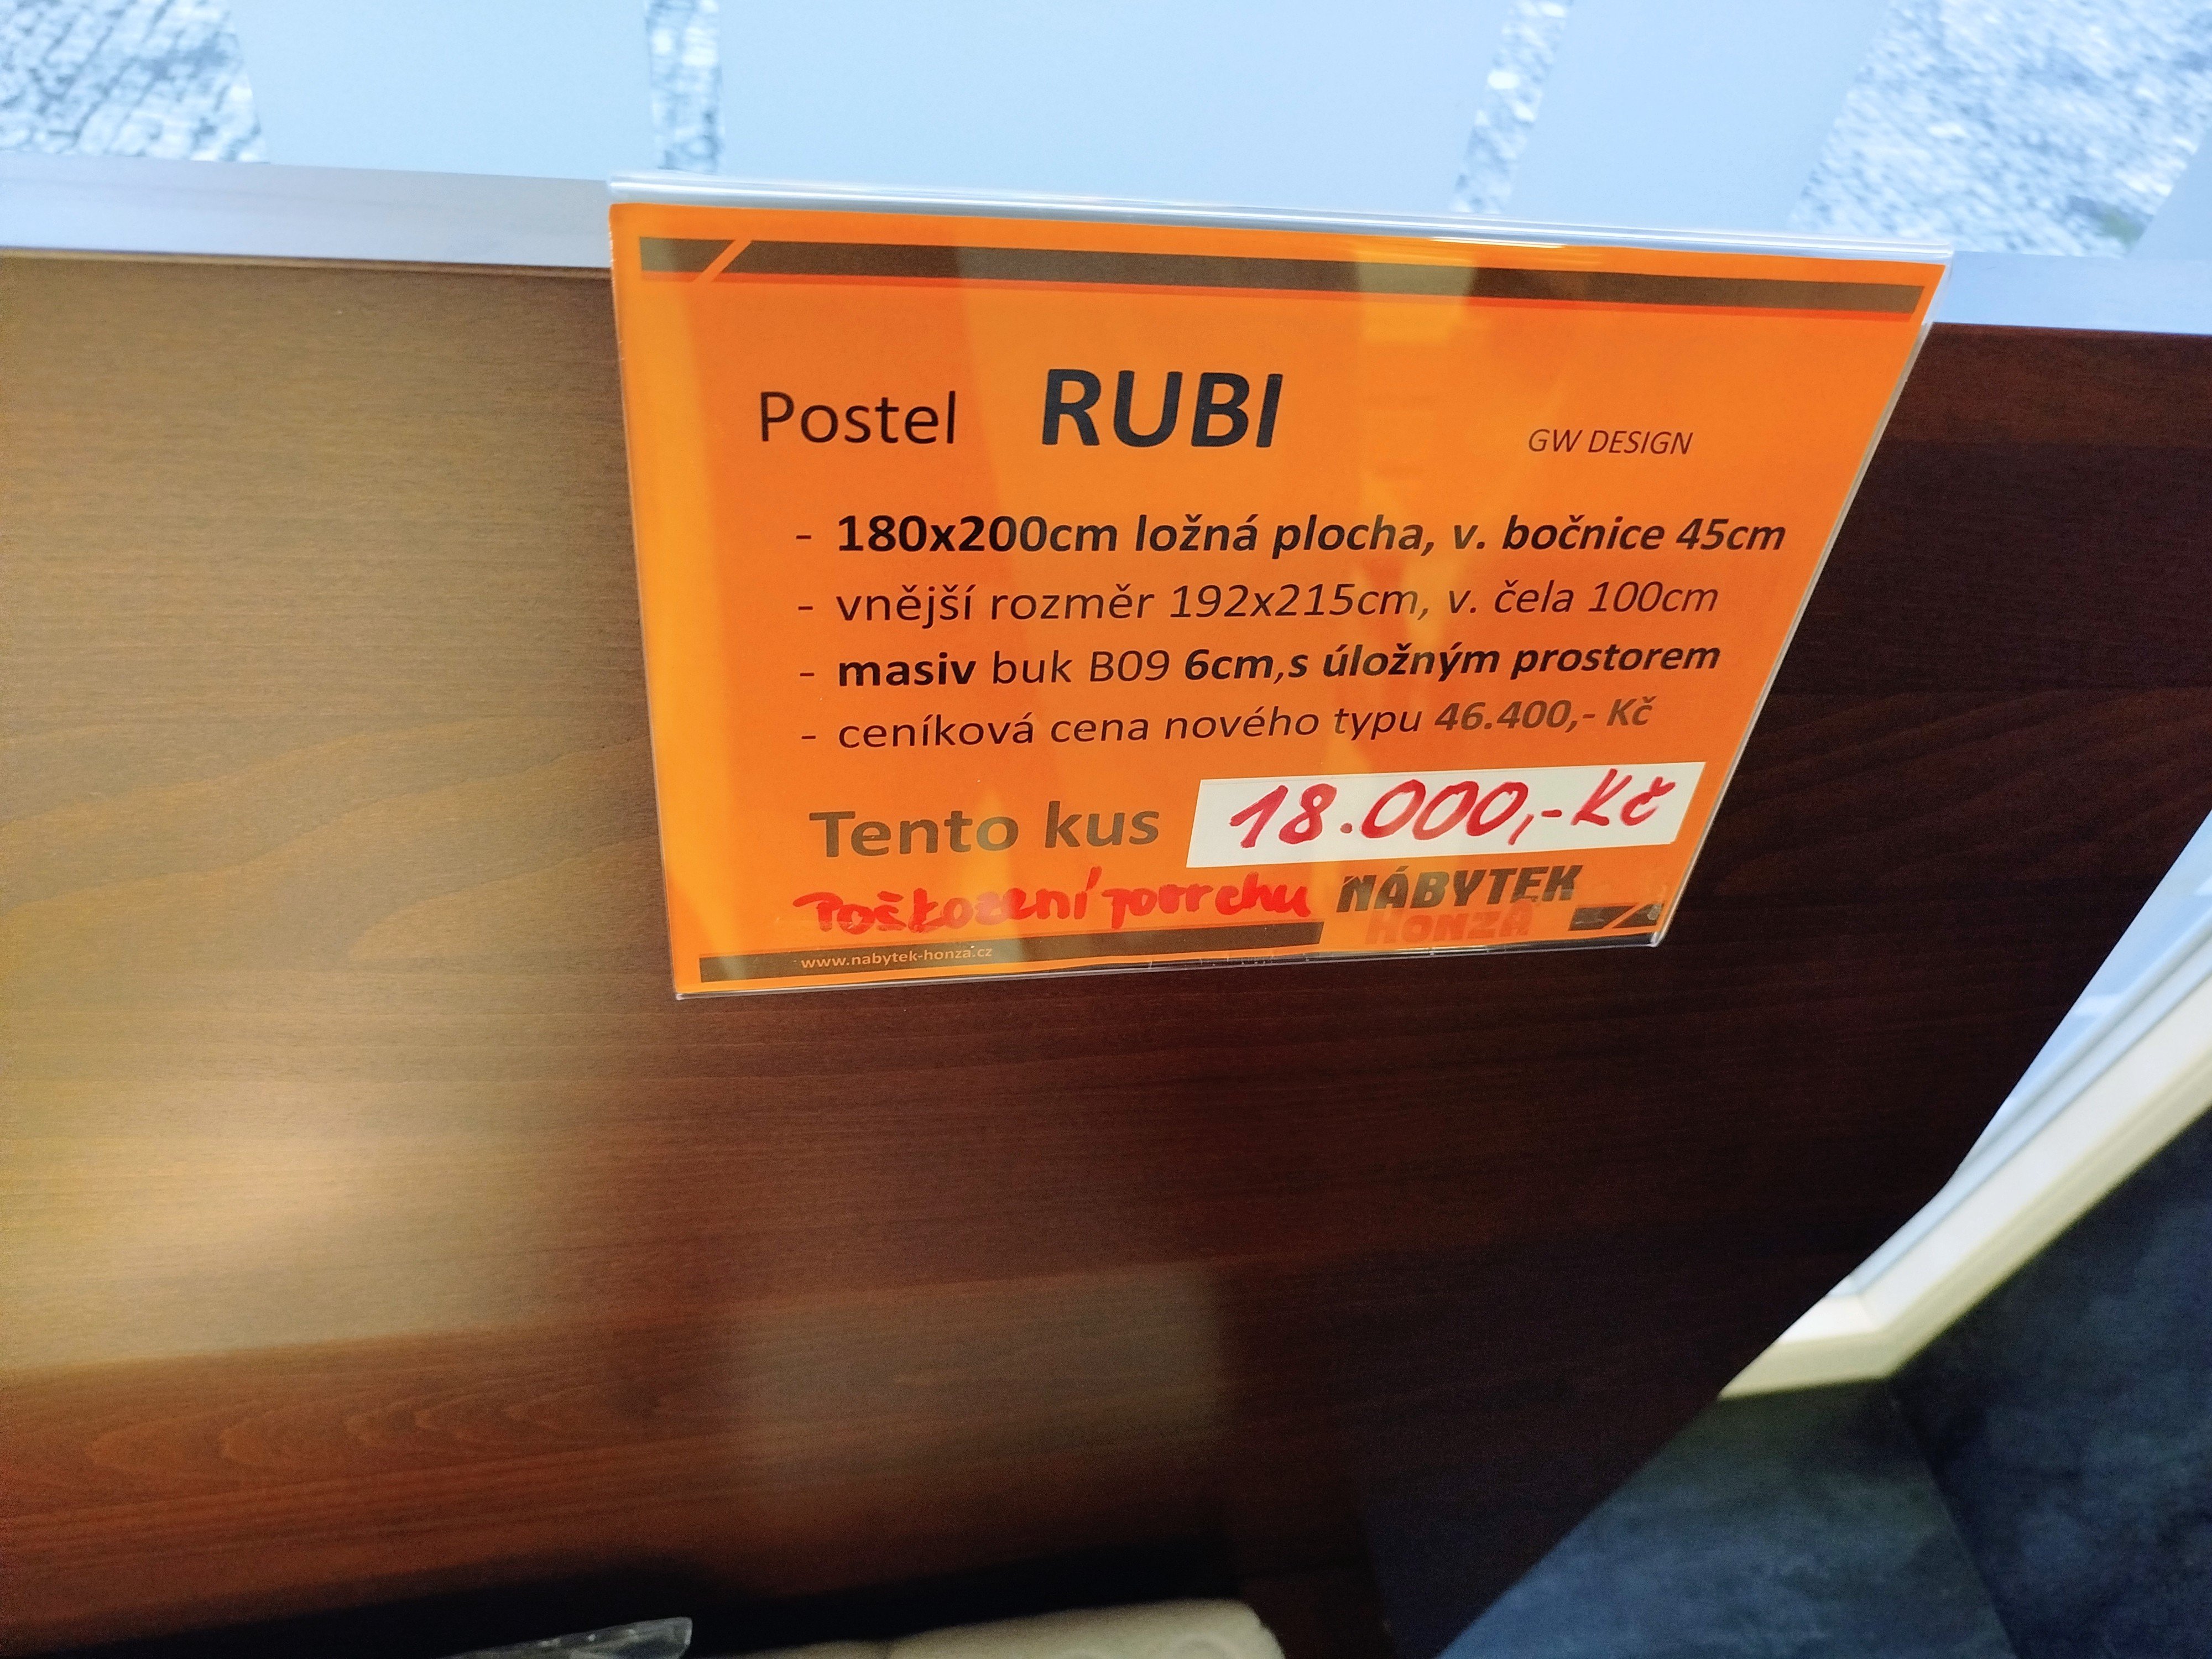 Postel RUBI GW DESIGN
- 180x200cm ložná plocha, v. bočnice 45cm
- vnější rozměr 192x215cm, v. čela 100cm
- masiv buk B09 6cm,s úložným prostorem
- ceníková cena nového typu 46.400,- Kč
Tento kus 18.000,-Kč
Poškození povrchu NÁBYTEK
HONZA
www.nabytek-honza.cz